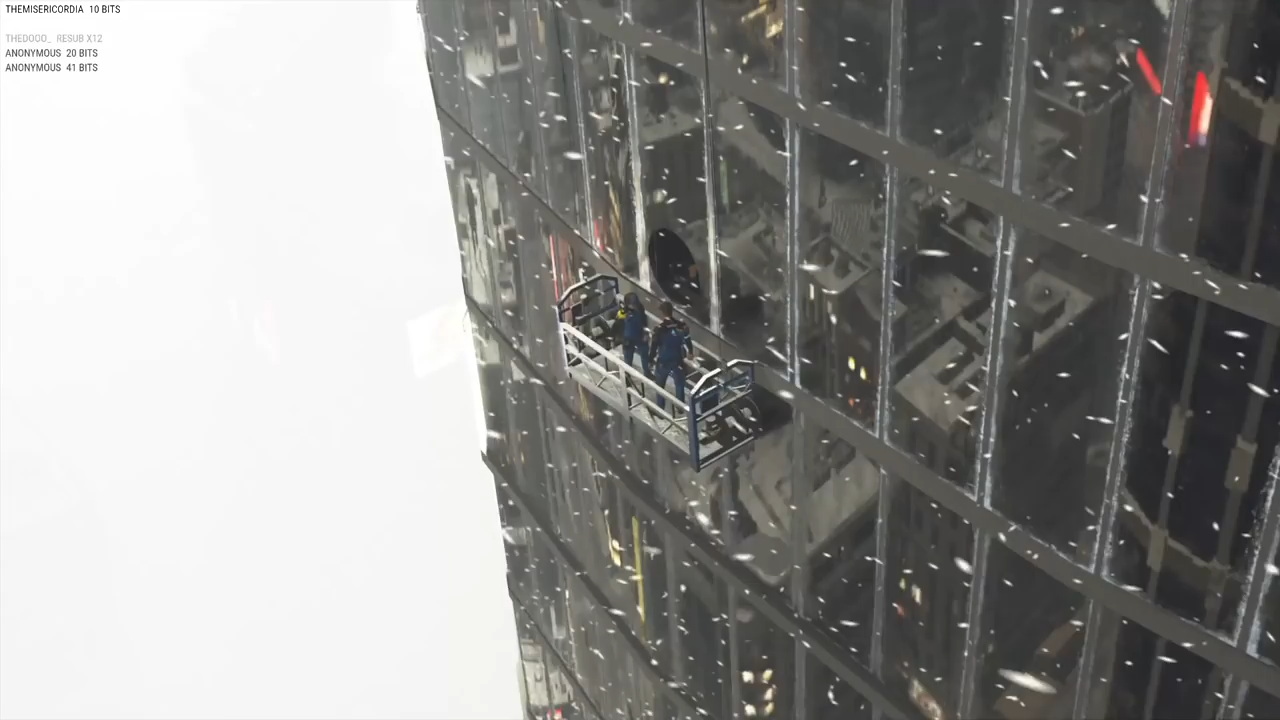 THEMISERICORDIA 10 BITS
THEDOOO_ RESUB X12
ANONYMOUS 20 BITS
ANONYMOUS 41 BITS